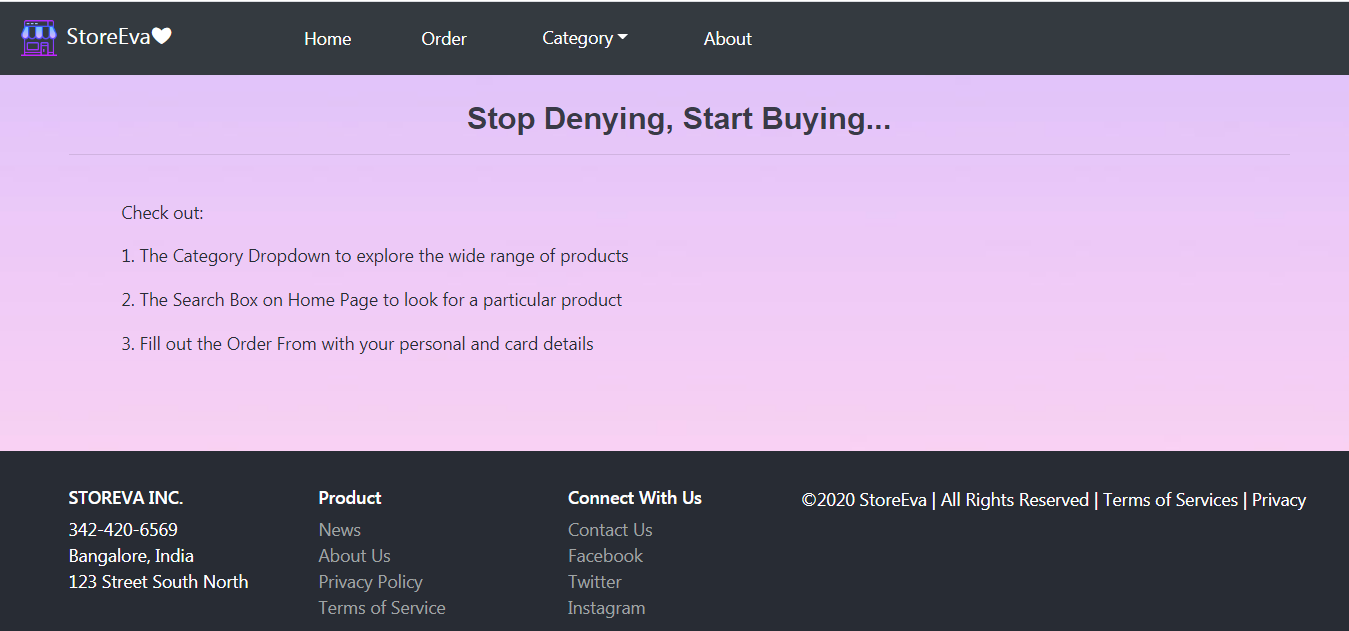 StoreEva🤍
Home
Order
Category
About
Stop Denying, Start Buying...
Check out:
1. The Category Dropdown to explore the wide range of products
2. The Search Box on Home Page to look for a particular product
3. Fill out the Order From with your personal and card details
STOREVA INC.
342-420-6569
Bangalore, India
123 Street South North
Product
News
About Us
Privacy Policy
Terms of Service
Connect With Us
Contact Us
Facebook
Twitter
Instagram
©2020 StoreEva | All Rights Reserved | Terms of Services | Privacy